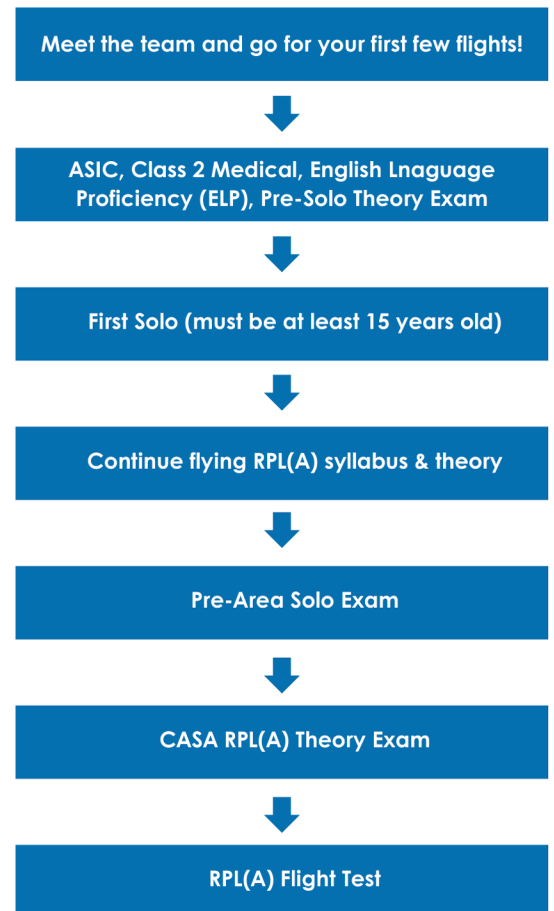 Meet the team and go for your first few flights!
ASIC, Class 2 Medical, English Lnaguage
Proficiency (ELP), Pre-Solo Theory Exam
First Solo (must be at least 15 years old)
Continue flying RPL(A) syllabus & theory
Pre-Area Solo Exam
CASA RPL(A) Theory Exam
RPL(A) Flight Test